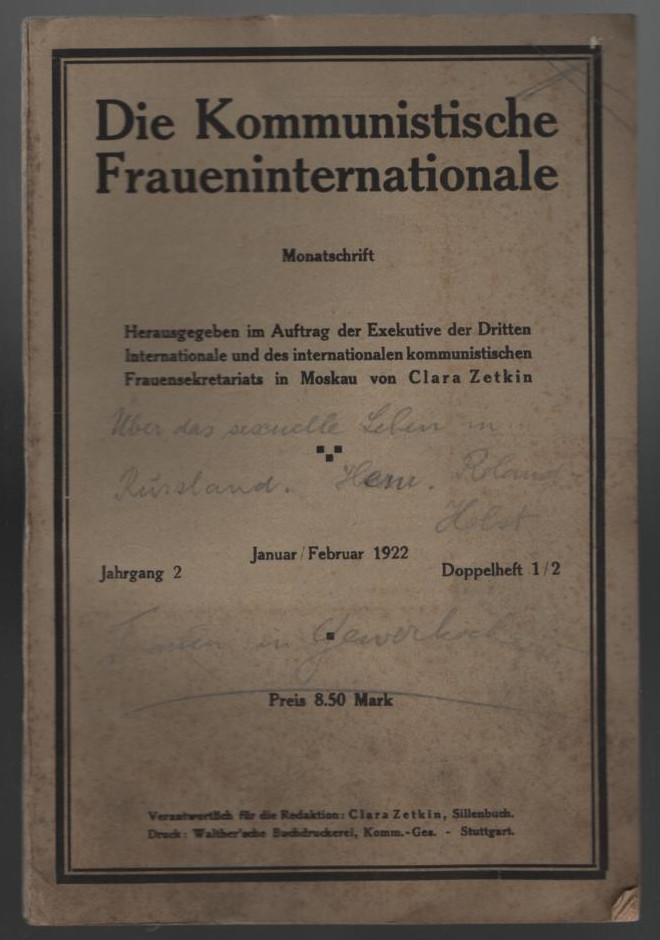 Die Kommunistische
Fraueninternationale
Monatschrift
Herausgegeben im Auftrag der Exekutive der Dritten
Internationale und des internationalen kommunistischen
Frauensekretariats in Moskau von Clara Zetkin
Über das sexuelle Leben in
Russland. Henr. Roland-
Holst
Januar/Februar 1922
Jahrgang 2
Doppelheft 1/2
in
Preis 8.50 Mark
Verantwortlich für die Redaktion: Clara Zetkin, Sillenbuch.
Druck: Walther'sche Buchdruckerei, Komm.-Ges. - Stuttgart.